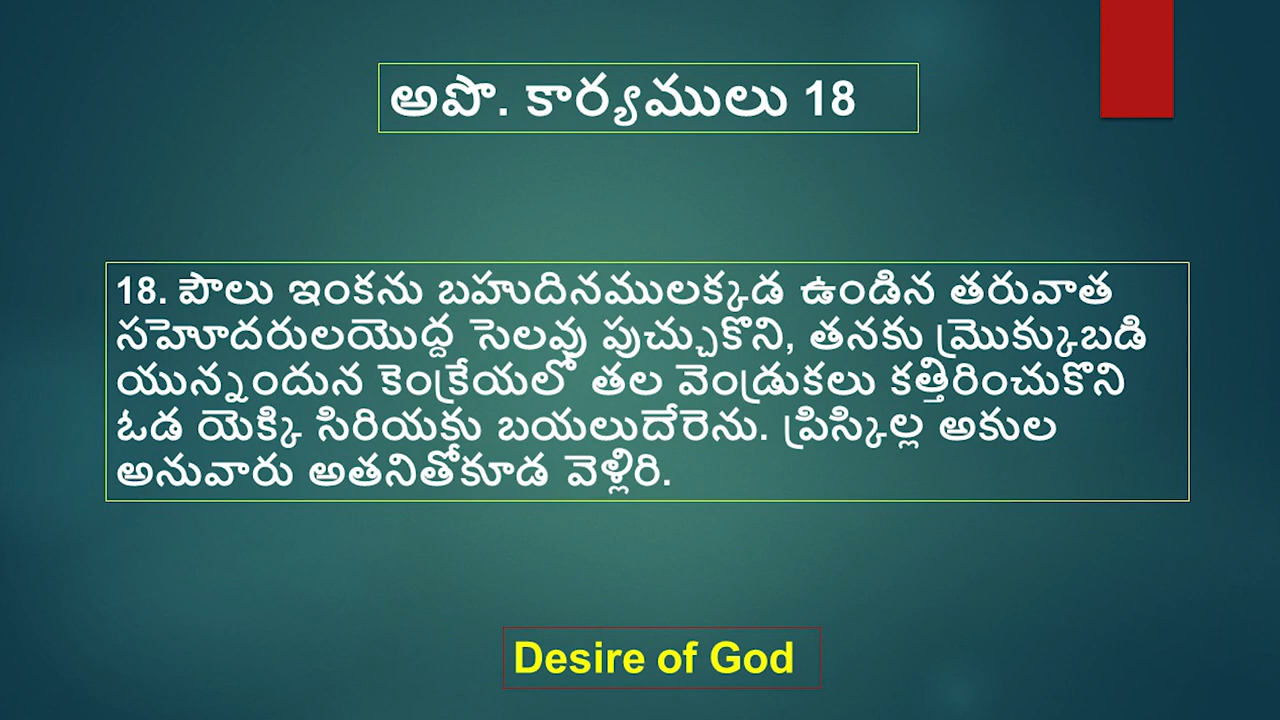 అపొ. కార్యములు 18
18. పౌలు ఇంకను బహుదినములక్కడ ఉండిన తరువాత
సహోదరులయొద్ద సెలవు పుచ్చుకొని, తనకు మ్రొక్కుబడి
యున్నందున కెంక్రేయలో తల వెండ్రుకలు కత్తిరించుకొని
ఓడ యెక్కి సిరియకు బయలుదేరెను. ప్రిస్కిల్ల అకుల
అనువారు అతనితోకూడ వెళ్లిరి.
Desire of God